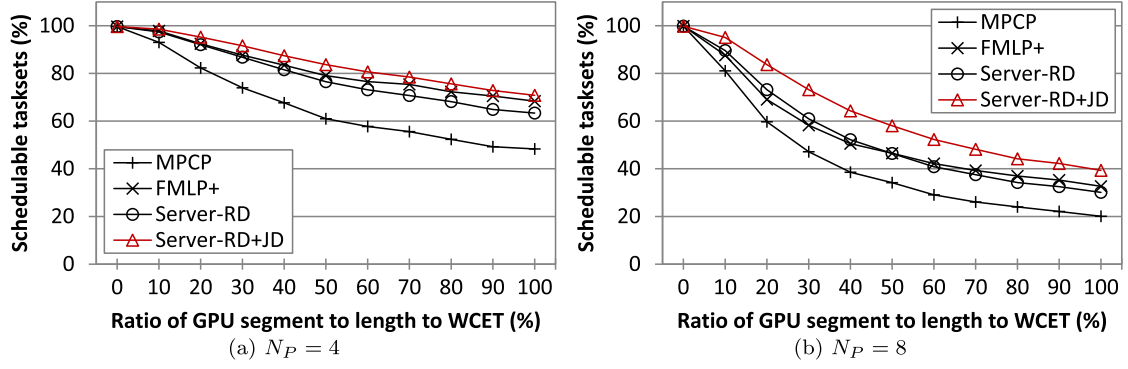 Schedulable tasksets (%)
100
80
60
40
20
0
MPCP
FMLP+
Server-RD
Server-RD+JD
0 10 20 30 40 50 60 70 80 90 100
Ratio of GPU segment to length to WCET (%)
(a) N_P = 4
Schedulable tasksets (%)
100
80
60
40
20
0
MPCP
FMLP+
Server-RD
Server-RD+JD
0 10 20 30 40 50 60 70 80 90 100
Ratio of GPU segment to length to WCET (%)
(b) N_P = 8